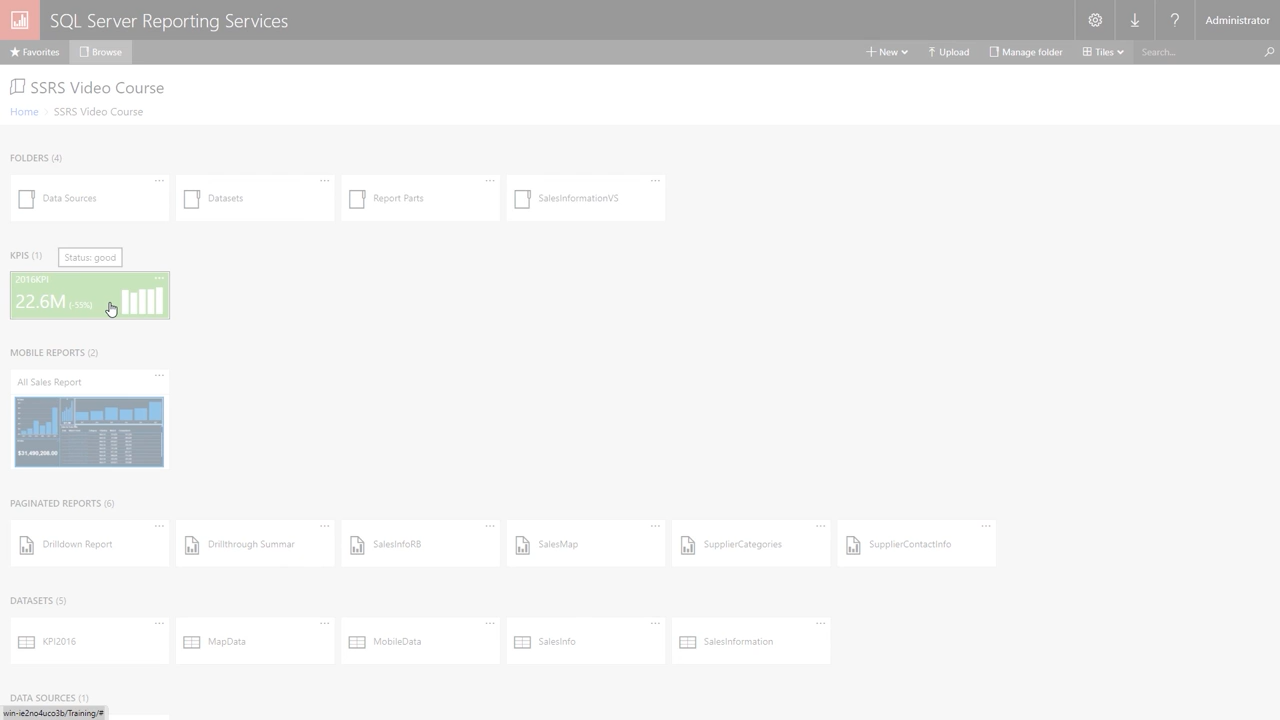 SQL Server Reporting Services
?
Administrator
Favorites
Browse
New
Upload
Manage folder
Tiles
Search...
SSRS Video Course
Home > SSRS Video Course
FOLDERS (4)
Data Sources
Datasets
Report Parts
SalesInformationVS
KPIS (1)
Status: good
2016KPI
22.6M (-55%)
MOBILE REPORTS (2)
All Sales Report
$31,490,208.00
PAGINATED REPORTS (6)
Drilldown Report
Drillthrough Summar
SalesInfoRB
SalesMap
SupplierCategories
SupplierContactInfo
DATASETS (5)
KPI2016
MapData
MobileData
SalesInfo
SalesInformation
DATA SOURCES (1)
win-ie2no4uco3b/Training/#